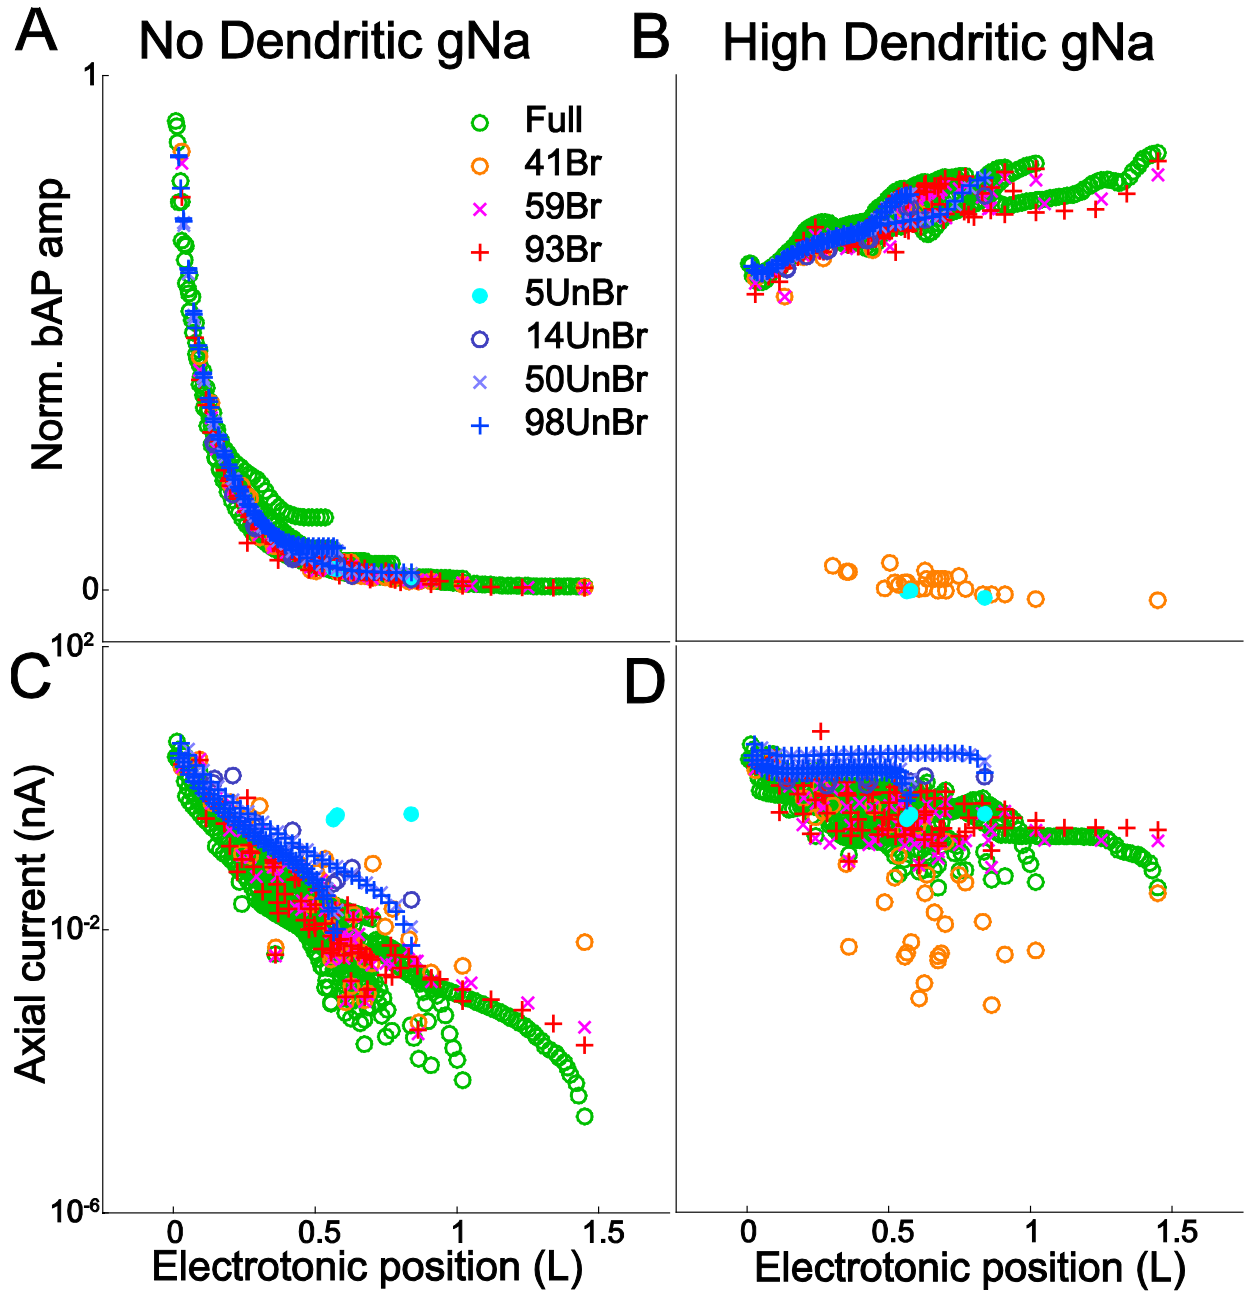 A
No Dendritic gNa
B
High Dendritic gNa
1
Full
41Br
59Br
93Br
5UnBr
14UnBr
50UnBr
98UnBr
Norm. bAP amp
0
10²
C
D
Axial current (nA)
10⁻²
10⁻⁶
0 0.5 1 1.5
0 0.5 1 1.5
Electrotonic position (L)
Electrotonic position (L)